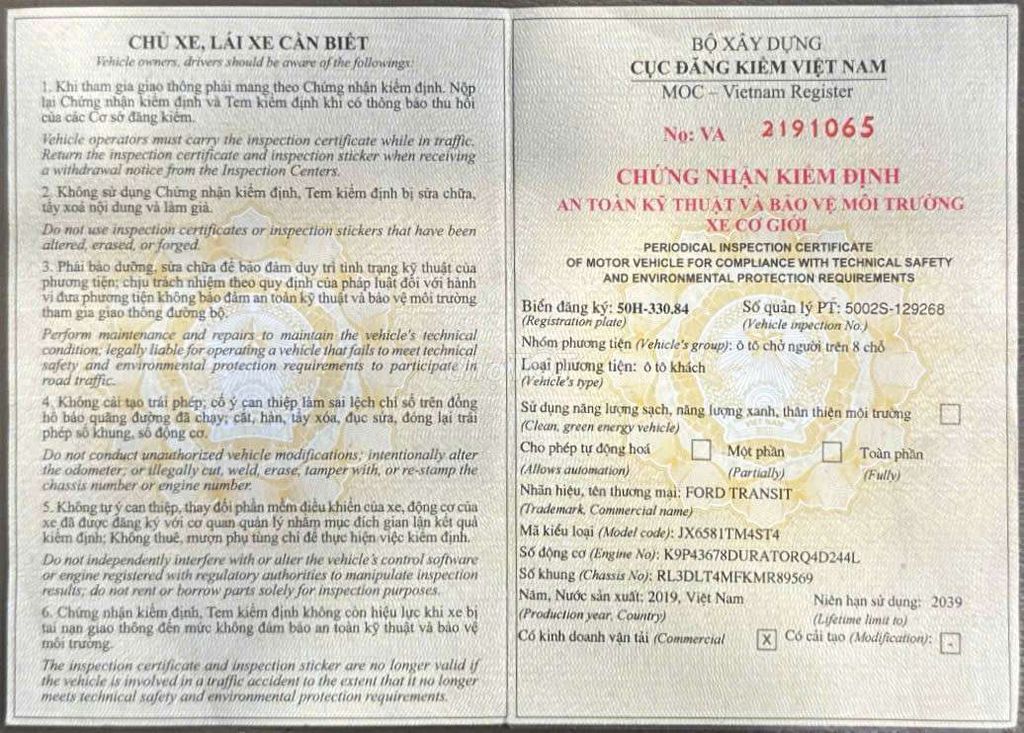 CHỦ XE, LÁI XE CẦN BIẾT
Vehicle owners, drivers should be aware of the followings:
1. Khi tham gia giao thông phải mang theo Chứng nhận kiểm định. Nộp
lại Chứng nhận kiểm định và Tem kiểm định khi có thông báo thu hồi
của các Cơ sở đăng kiểm.
Vehicle operators must carry the inspection certificate while in traffic.
Return the inspection certificate and inspection sticker when receiving
a withdrawal notice from the Inspection Centers.
2. Không sử dụng Chứng nhận kiểm định, Tem kiểm định bị sửa chữa,
tẩy xoá nội dung và làm giả.
Do not use inspection certificates or inspection stickers that have been
altered, erased, or forged.
3. Phải bảo dưỡng, sửa chữa để bảo đảm duy trì tình trạng kỹ thuật của
phương tiện; chịu trách nhiệm theo quy định của pháp luật đối với hành
vi đưa phương tiện không bảo đảm an toàn kỹ thuật và bảo vệ môi trường
tham gia giao thông đường bộ.
Perform maintenance and repairs to maintain the vehicle's technical
condition; legally liable for operating a vehicle that fails to meet technical
safety and environmental protection requirements to participate in
road traffic.
4. Không cải tạo trái phép; cố ý can thiệp làm sai lệch chỉ số trên đồng
hồ báo quãng đường đã chạy; cắt, hàn, tẩy xóa, đục sửa, đóng lại trái
phép số khung, số động cơ.
Do not conduct unauthorized vehicle modifications; intentionally alter
the odometer; or illegally cut, weld, erase, tamper with, or re-stamp the
chassis number or engine number.
5. Không tự ý can thiệp, thay đổi phần mềm điều khiển của xe, động cơ của
xe đã được đăng ký với cơ quan quản lý nhằm mục đích gian lận kết quả
kiểm định; Không thuê, mượn phụ tùng chỉ để thực hiện việc kiểm định.
Do not independently interfere with or alter the vehicle's control software
or engine registered with regulatory authorities to manipulate inspection
results; do not rent or borrow parts solely for inspection purposes.
6. Chứng nhận kiểm định, Tem kiểm định không còn hiệu lực khi xe bị
tai nạn giao thông đến mức không đảm bảo an toàn kỹ thuật và bảo vệ
môi trường.
The inspection certificate and inspection sticker are no longer valid if
the vehicle is involved in a traffic accident to the extent that it no longer
meets technical safety and environmental protection requirements.
BỘ XÂY DỰNG
CỤC ĐĂNG KIỂM VIỆT NAM
MOC – Vietnam Register
No: VA 2191065
CHỨNG NHẬN KIỂM ĐỊNH
AN TOÀN KỸ THUẬT VÀ BẢO VỆ MÔI TRƯỜNG
XE CƠ GIỚI
PERIODICAL INSPECTION CERTIFICATE
OF MOTOR VEHICLE FOR COMPLIANCE WITH TECHNICAL SAFETY
AND ENVIRONMENTAL PROTECTION REQUIREMENTS
Biển đăng ký: 50H-330.84 Số quản lý PT: 5002S-129268
(Registration plate) (Vehicle inpection No.)
Nhóm phương tiện (Vehicle's group): ô tô chở người trên 8 chỗ
Loại phương tiện: ô tô khách
(Vehicle's type)
Sử dụng năng lượng sạch, năng lượng xanh, thân thiện môi trường
(Clean, green energy vehicle)
Cho phép tự động hoá Một phần Toàn phần
(Allows automation) (Partially) (Fully)
Nhãn hiệu, tên thương mại: FORD TRANSIT
(Trademark, Commercial name)
Mã kiểu loại (Model code): JX6581TM4ST4
Số động cơ (Engine No): K9P43678DURATORQ4D244L
Số khung (Chassis No): RL3DLT4MFKMR89569
Năm, Nước sản xuất: 2019, Việt Nam Niên hạn sử dụng: 2039
(Production year, Country) (Lifetime limit to)
Có kinh doanh vận tải (Commercial X Có cải tạo (Modification): -